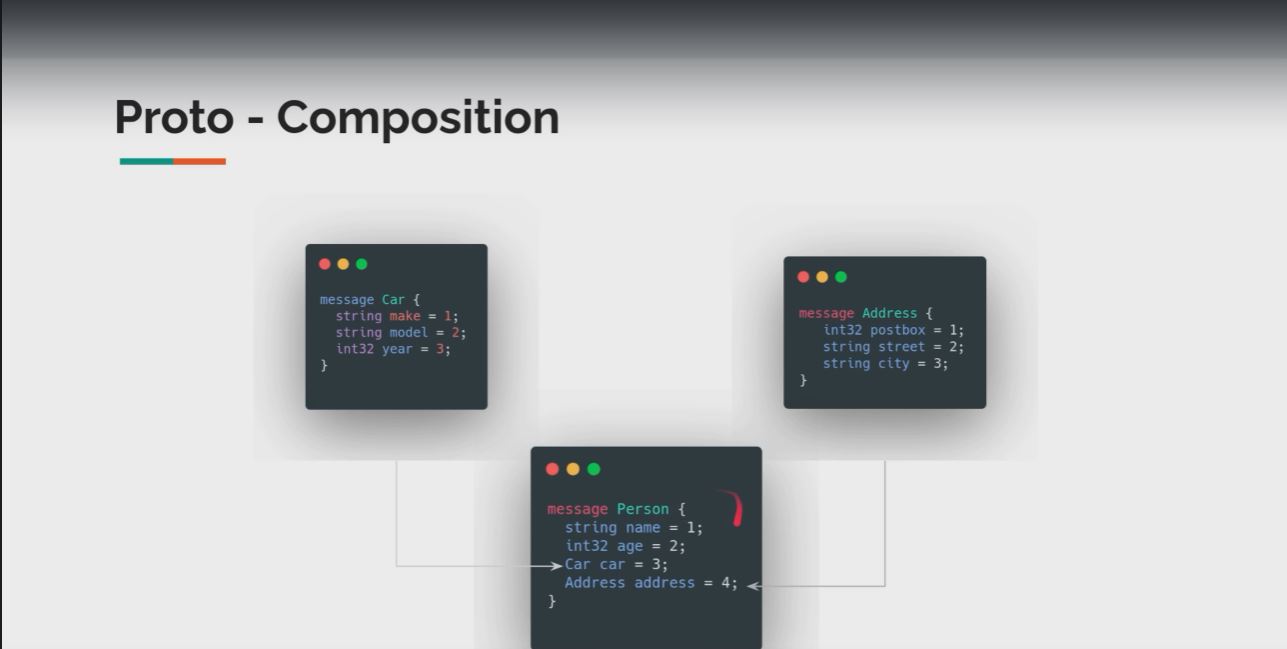 Proto - Composition
message Car {
string make = 1;
string model = 2;
int32 year = 3;
}
message Address {
int32 postbox = 1;
string street = 2;
string city = 3;
}
message Person {
string name = 1;
int32 age = 2;
Car car = 3;
Address address = 4;
}